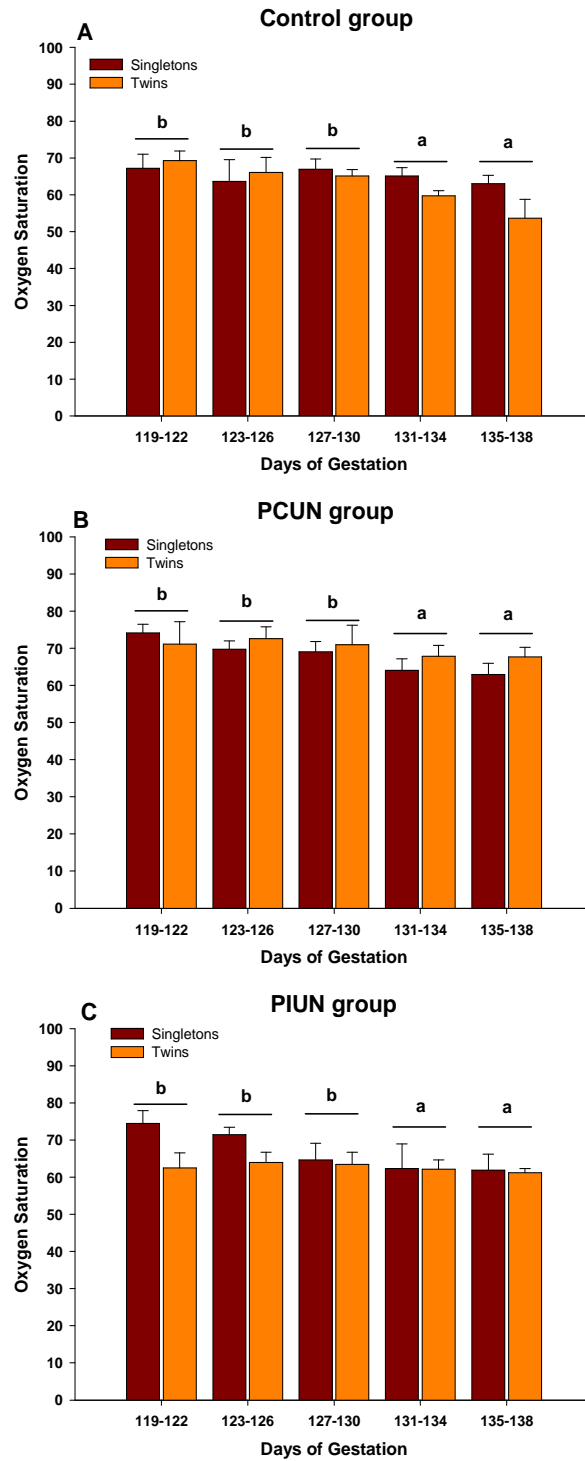 Control group
A
100
Singletons
Twins
90
80
b b b a a
70
60
50
40
30
20
10
0
Oxygen Saturation
119-122 123-126 127-130 131-134 135-138
Days of Gestation
PCUN group
B
100
Singletons
Twins
90
80
b b b a a
70
60
50
40
30
20
10
0
Oxygen Saturation
119-122 123-126 127-130 131-134 135-138
Days of Gestation
PIUN group
C
100
Singletons
Twins
90
80
b b b a a
70
60
50
40
30
20
10
0
Oxygen Saturation
119-122 123-126 127-130 131-134 135-138
Days of Gestation